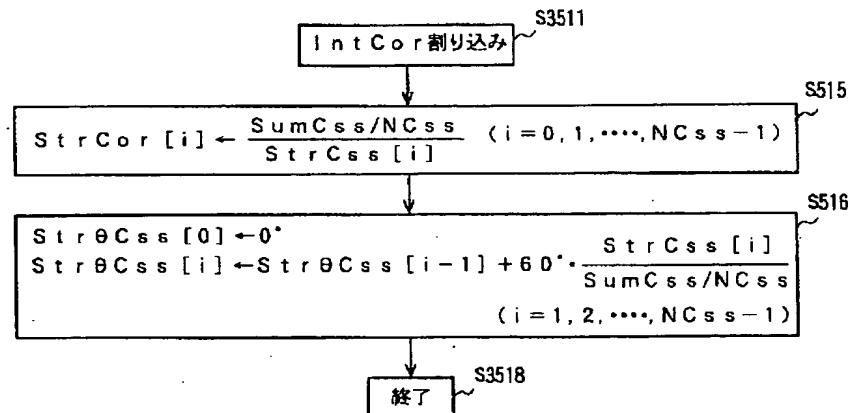 S3511
IntCor割り込み
S515
StrCor [i] ← SumCss/NCss / StrCss [i] (i=0, 1, ····, NCss-1)
S516
StrθCss [0] ←0°
StrθCss [i] ←StrθCss [i-1] +60°· StrCss [i] / SumCss/NCss
(i=1, 2, ····, NCss-1)
S3518
終了